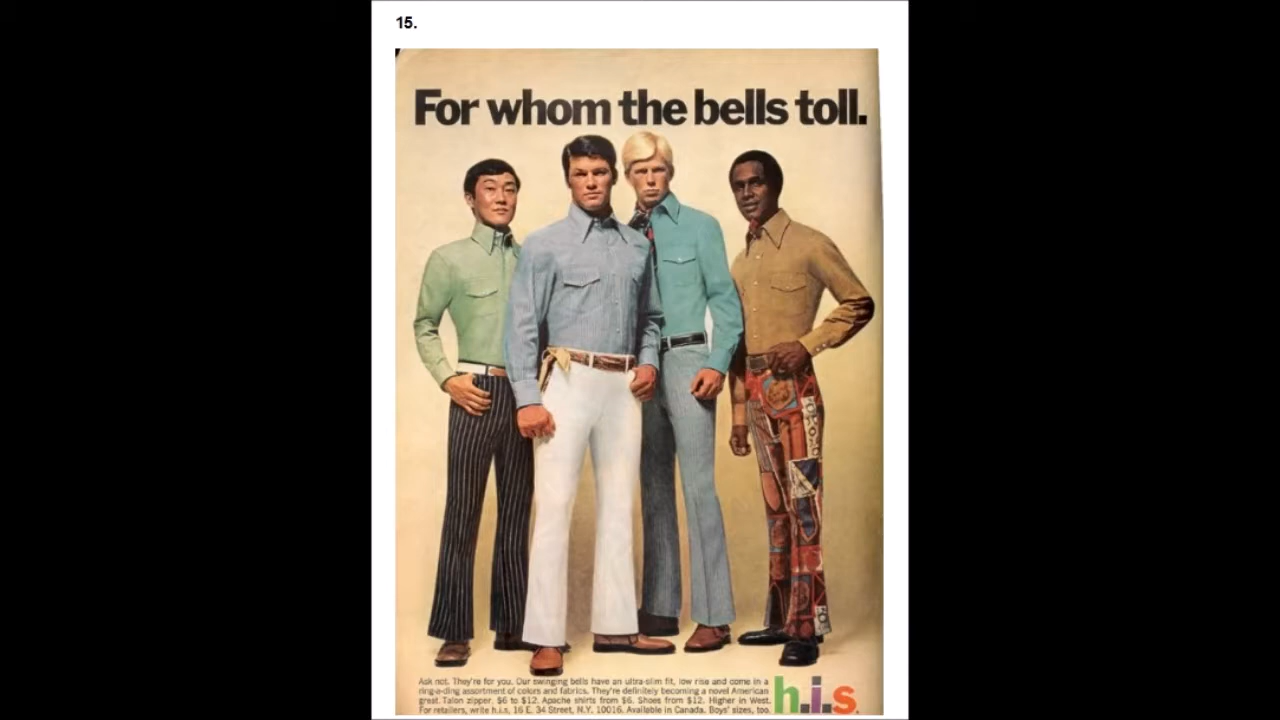 15.
For whom the bells toll.
Ask not. They're for you. Our swinging bells have an ultra-slim fit, low rise and come in a
ring-a-ding assortment of colors and fabrics. They're definitely becoming a novel American
great. Talon zipper, $6 to $12. Apache shirts from $6. Shoes from $12. Higher in West.
For retailers, write h.i.s, 16 E. 34 Street, N.Y. 10016. Available in Canada. Boys' sizes, too.
h.i.s.